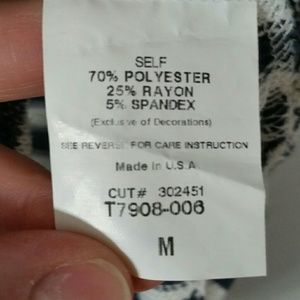 SELF
70% POLYESTER
25% RAYON
5% SPANDEX
(Exclusive of Decorations)
SEE REVERSE FOR CARE INSTRUCTION
Made in U.S.A
CUT# 302451
T7908-006
M